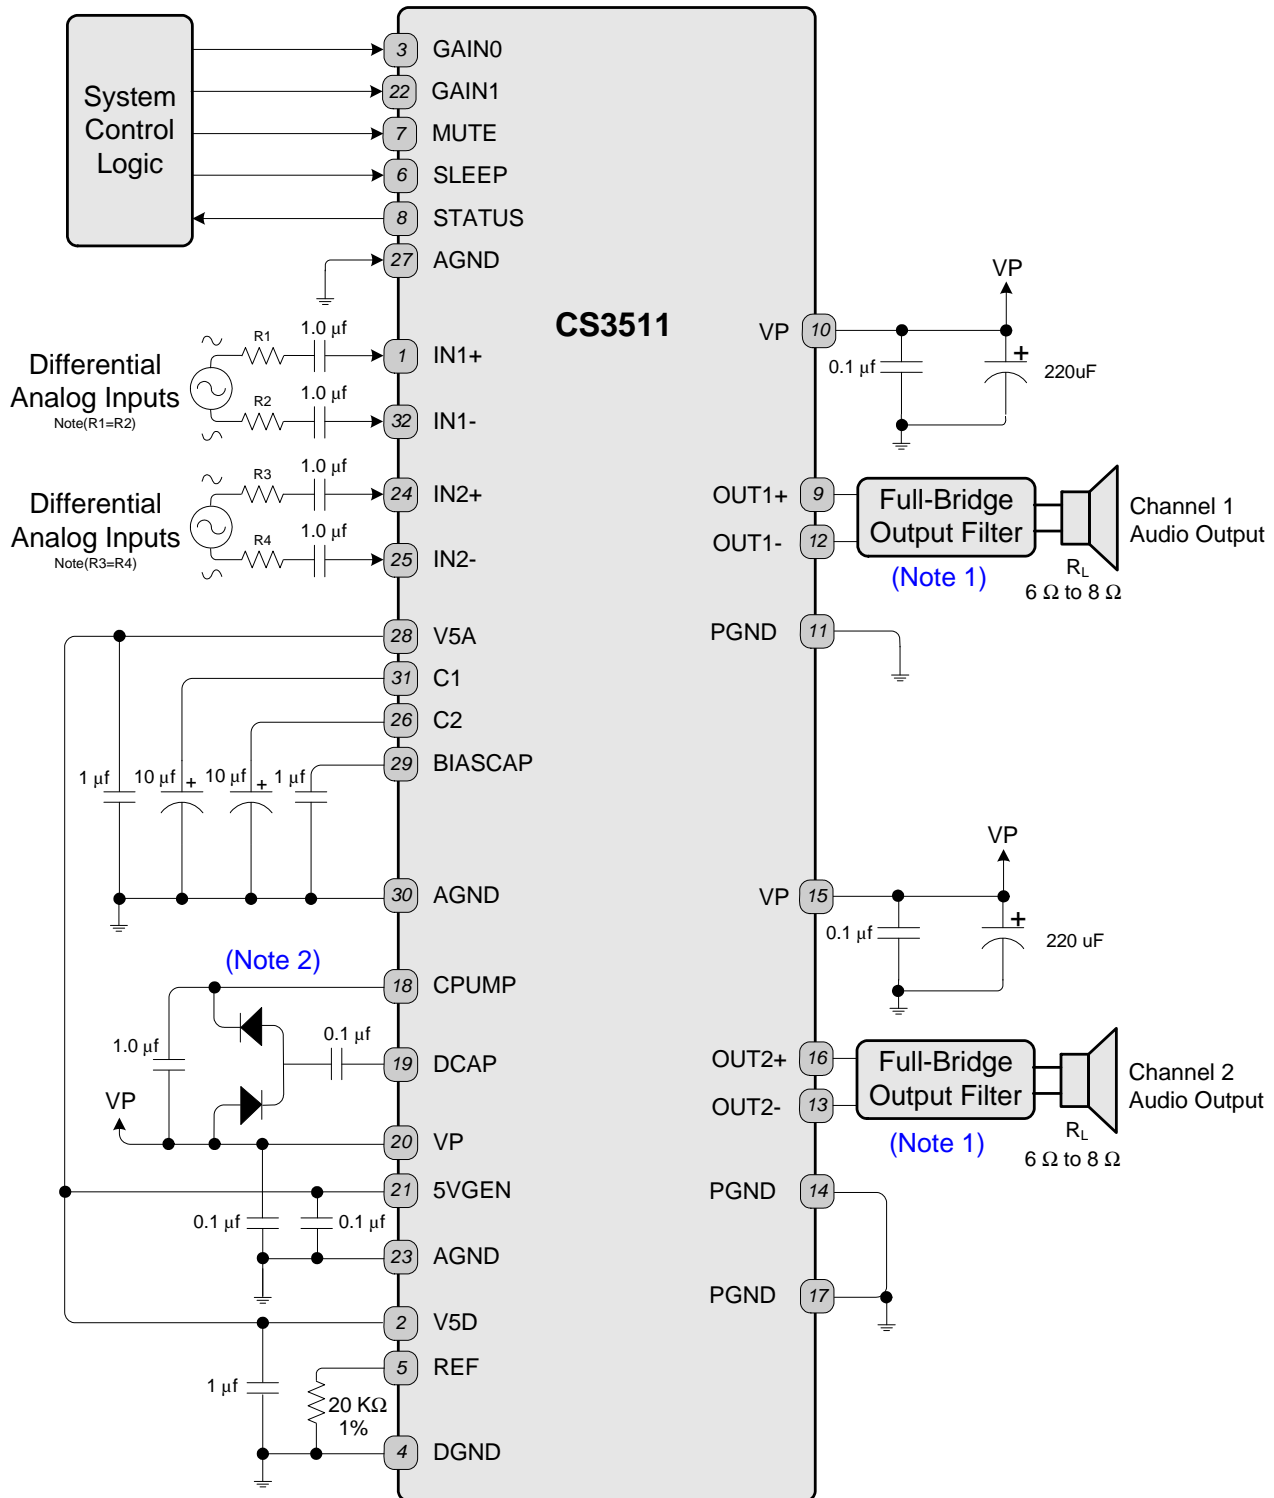 System
Control
Logic
3 GAIN0
22 GAIN1
7 MUTE
6 SLEEP
8 STATUS
27 AGND
CS3511
Differential
Analog Inputs
Note(R1=R2)
R1
1.0 µf
1 IN1+
R2
1.0 µf
32 IN1-
Differential
Analog Inputs
Note(R3=R4)
R3
1.0 µf
24 IN2+
R4
1.0 µf
25 IN2-
28 V5A
31 C1
26 C2
29 BIASCAP
1 µf
10 µf +
10 µf +
1 µf
30 AGND
(Note 2)
18 CPUMP
1.0 µf
0.1 µf
19 DCAP
VP
20 VP
21 5VGEN
0.1 µf
0.1 µf
23 AGND
2 V5D
5 REF
1 µf
20 KΩ
1%
4 DGND
VP
VP 10
0.1 µf
+
220uF
OUT1+ 9
OUT1- 12
Full-Bridge
Output Filter
(Note 1)
Channel 1
Audio Output
RL
6 Ω to 8 Ω
PGND 11
VP
VP 15
0.1 µf
+
220 uF
OUT2+ 16
OUT2- 13
Full-Bridge
Output Filter
(Note 1)
Channel 2
Audio Output
RL
6 Ω to 8 Ω
PGND 14
PGND 17